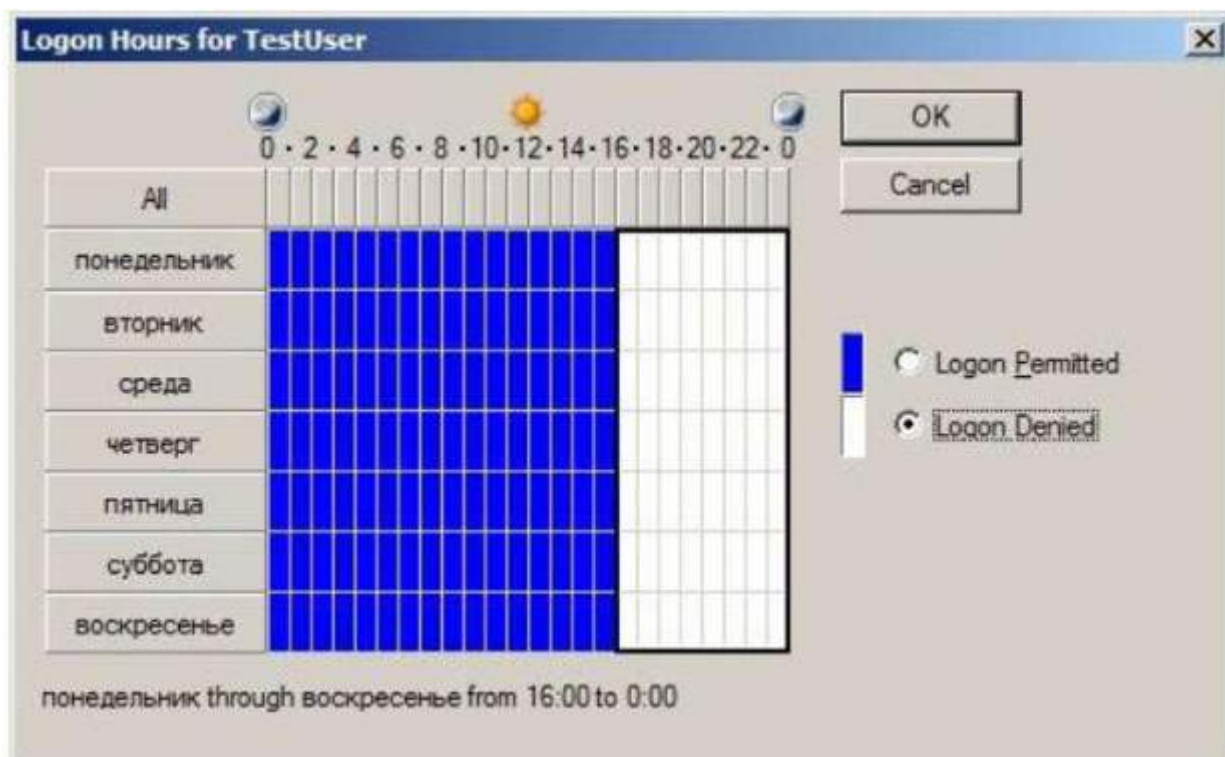 Logon Hours for TestUser
OK
Cancel
0 · 2 · 4 · 6 · 8 · 10 · 12 · 14 · 16 · 18 · 20 · 22 · 0
All
понедельник
вторник
среда
четверг
пятница
суббота
воскресенье
Logon Permitted
Logon Denied
понедельник through воскресенье from 16:00 to 0:00